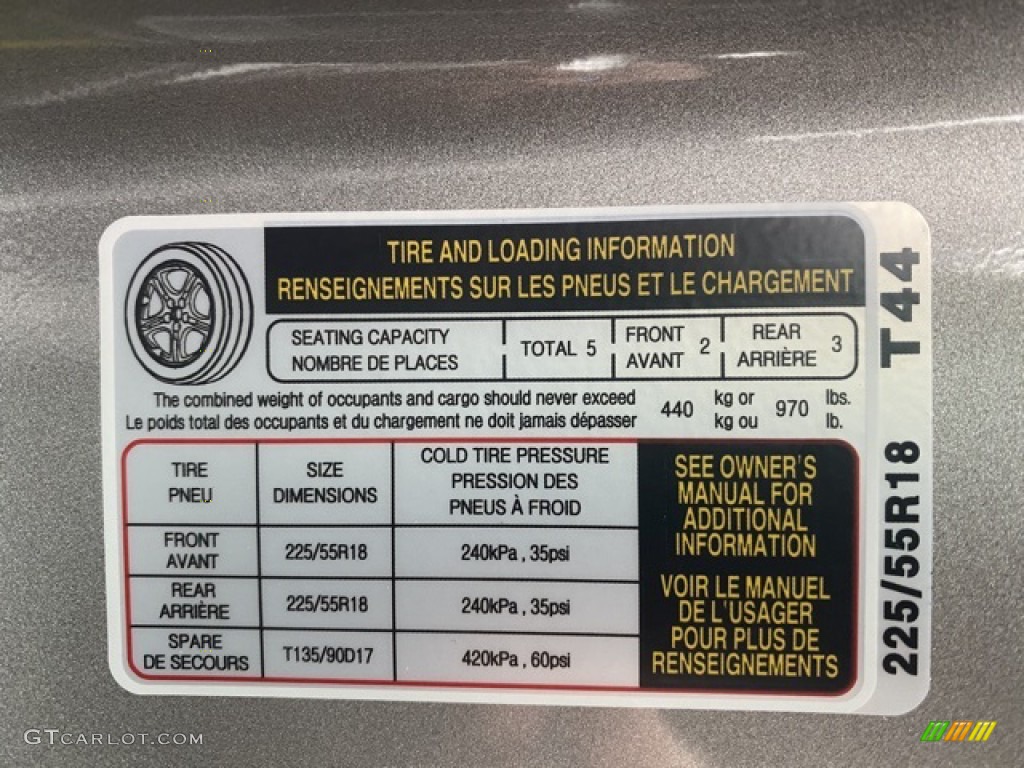 TIRE AND LOADING INFORMATION
RENSEIGNEMENTS SUR LES PNEUS ET LE CHARGEMENT
SEATING CAPACITY
NOMBRE DE PLACES
TOTAL 5
FRONT
AVANT
2
REAR
ARRIÈRE
3
The combined weight of occupants and cargo should never exceed
Le poids total des occupants et du chargement ne doit jamais dépasser
440
kg or
kg ou
970
lbs.
lb.
TIRE
PNEU
SIZE
DIMENSIONS
COLD TIRE PRESSURE
PRESSION DES
PNEUS À FROID
FRONT
AVANT
225/55R18
240kPa , 35psi
REAR
ARRIÈRE
225/55R18
240kPa , 35psi
SPARE
DE SECOURS
T135/90D17
420kPa , 60psi
SEE OWNER'S
MANUAL FOR
ADDITIONAL
INFORMATION
VOIR LE MANUEL
DE L'USAGER
POUR PLUS DE
RENSEIGNEMENTS
225/55R18 T44
GTCARLOT.COM